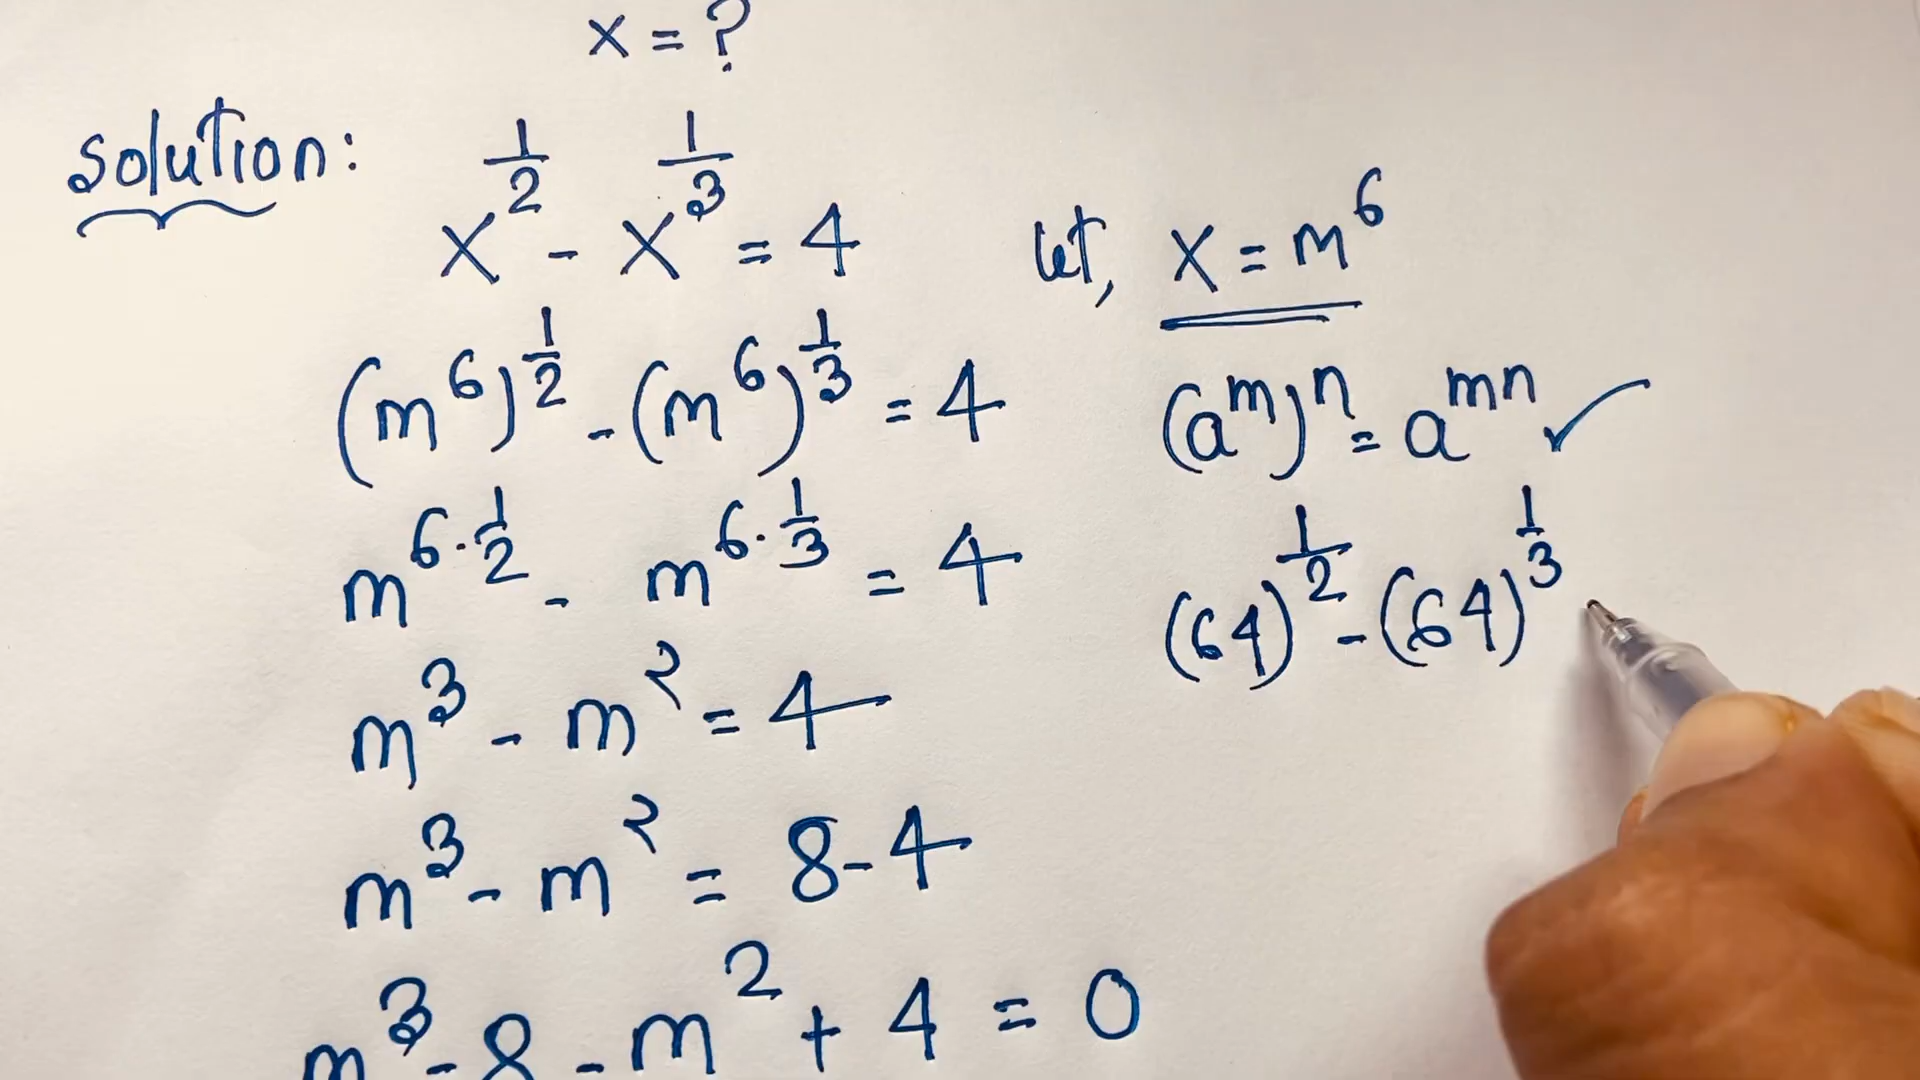 x = ?
Solution:
x^(1/2) - x^(1/3) = 4
let, x = m^6
(m^6)^(1/2) - (m^6)^(1/3) = 4
(a^m)^n = a^mn ✓
m^(6·1/2) - m^(6·1/3) = 4
(64)^(1/2) - (64)^(1/3)
m^3 - m^2 = 4
m^3 - m^2 = 8-4
m^3 - 8 - m^2 + 4 = 0